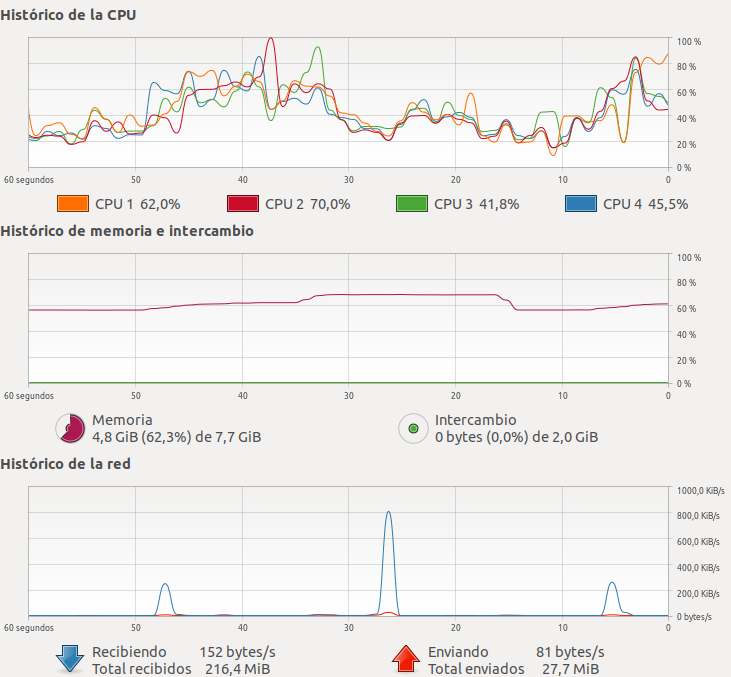 Histórico de la CPU
100 %
80 %
60 %
40 %
20 %
0 %
60 segundos 50 40 30 20 10 0
CPU 1 62,0% CPU 2 70,0% CPU 3 41,8% CPU 4 45,5%
Histórico de memoria e intercambio
100 %
80 %
60 %
40 %
20 %
0 %
60 segundos 50 40 30 20 10 0
Memoria Intercambio
4,8 GiB (62,3%) de 7,7 GiB 0 bytes (0,0%) de 2,0 GiB
Histórico de la red
1000,0 KiB/s
800,0 KiB/s
600,0 KiB/s
400,0 KiB/s
200,0 KiB/s
0 bytes/s
60 segundos 50 40 30 20 10 0
Recibiendo 152 bytes/s Enviando 81 bytes/s
Total recibidos 216,4 MiB Total enviados 27,7 MiB